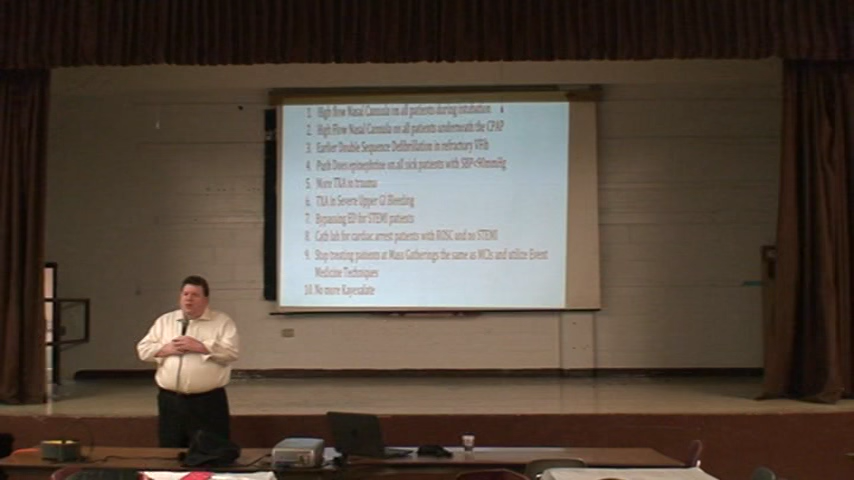 1. High flow Nasal Cannula on all patients during intubation
2. High Flow Nasal Cannula on all patients underneath the CPAP
3. Earlier Double Sequence Defibrillation in refractory VFib
4. Push Does epinephrine on all sick patients with SBP<90mmHg
5. More TXA in trauma
6. TXA in Severe Upper GI Bleeding
7. Bypassing ED for STEMI patients
8. Cath lab for cardiac arrest patients with ROSC and no STEMI
9. Stop treating patients at Mass Gatherings the same as MCIs and utilize Event
Medicine Techniques
10. No more Kayexalate